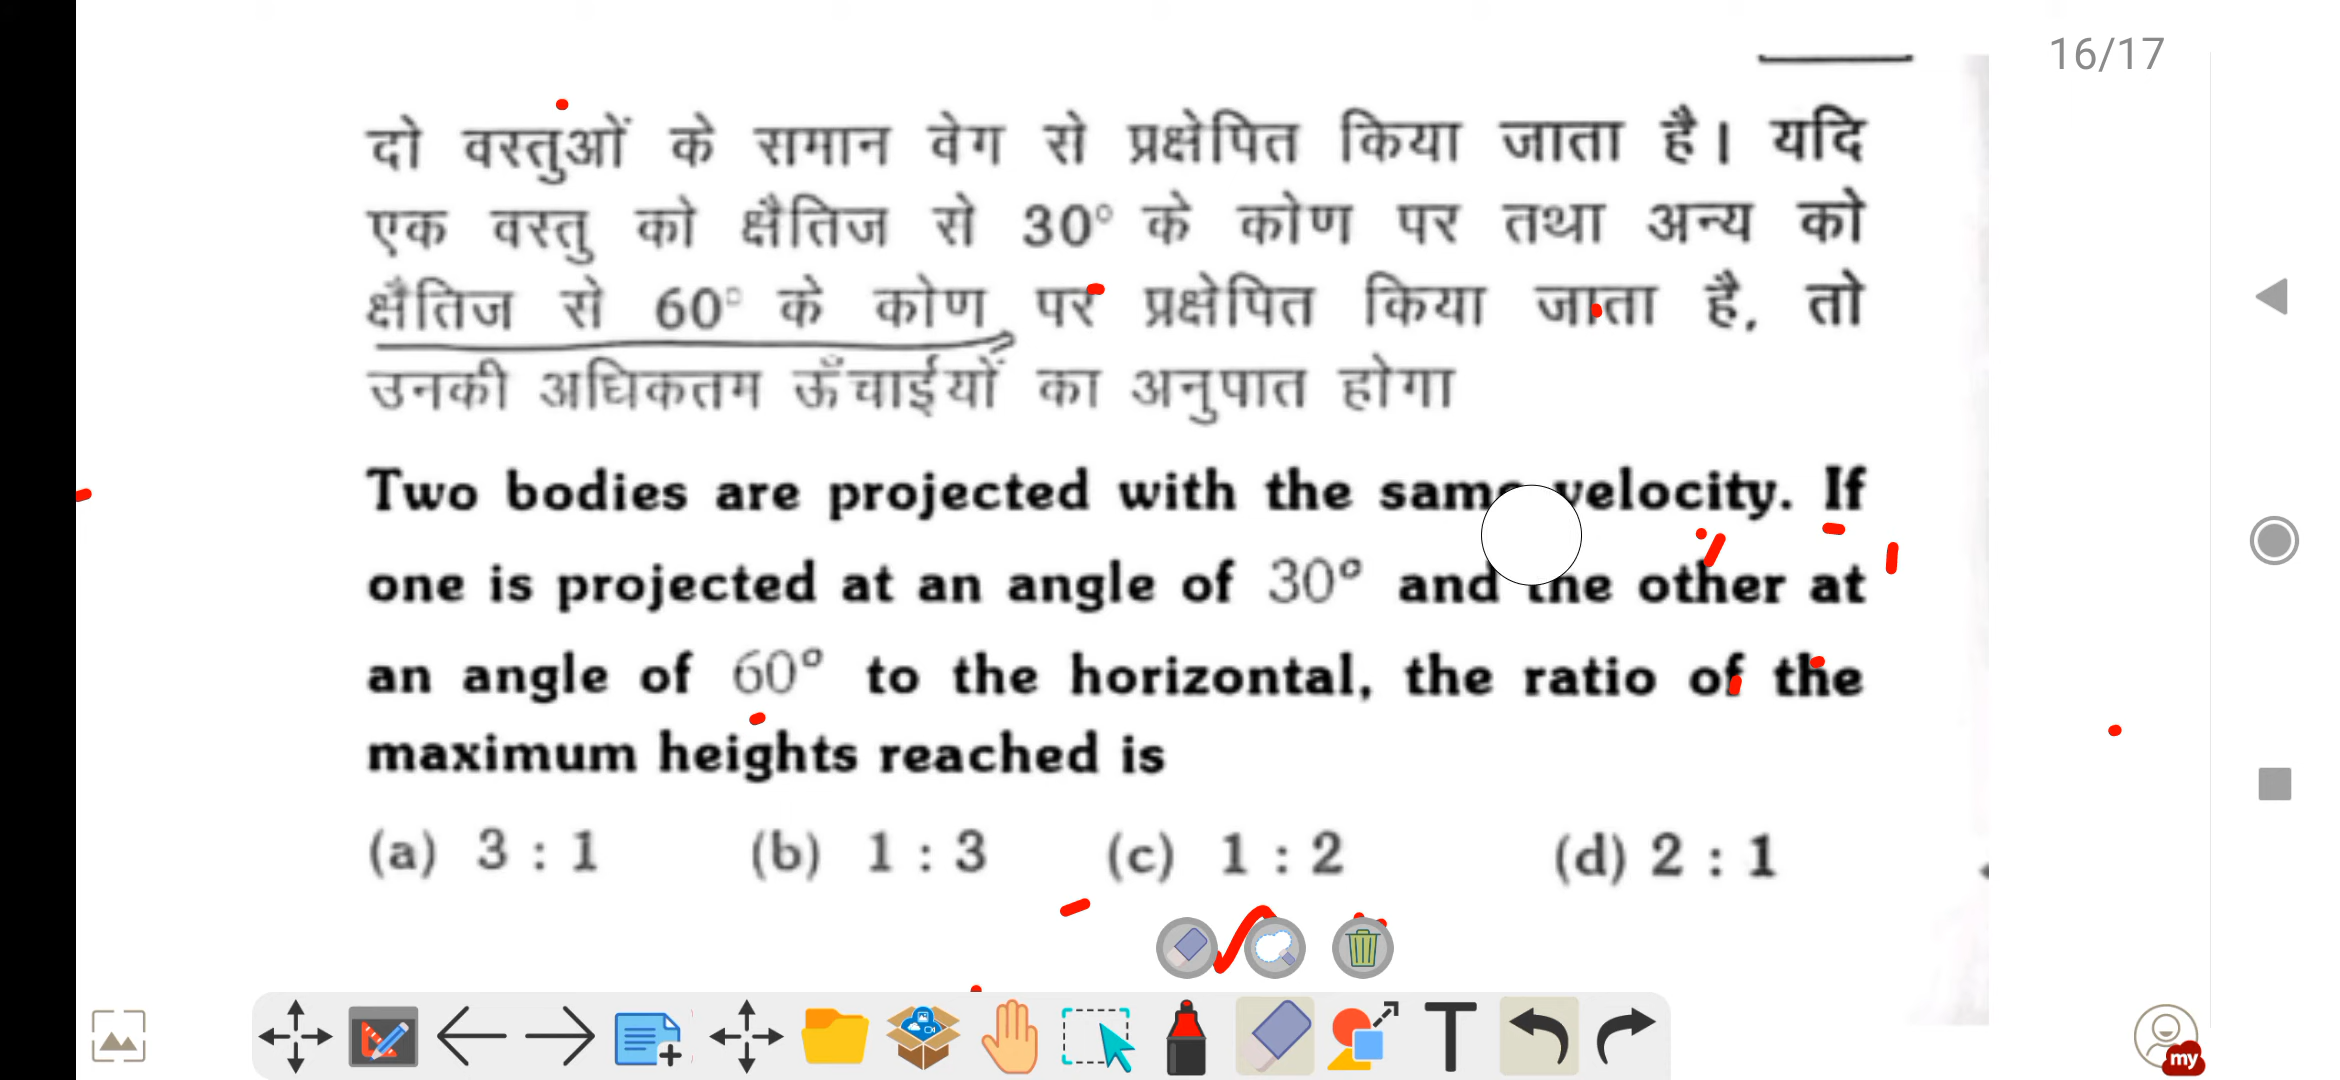 16/17
दो वस्तुओं के समान वेग से प्रक्षेपित किया जाता है। यदि
एक वस्तु को क्षैतिज से 30° के कोण पर तथा अन्य को
क्षैतिज से 60° के कोण पर प्रक्षेपित किया जाता है, तो
उनकी अधिकतम ऊँचाईयों का अनुपात होगा
Two bodies are projected with the same velocity. If
one is projected at an angle of 30° and the other at
an angle of 60° to the horizontal, the ratio of the
maximum heights reached is
(a) 3 : 1 (b) 1 : 3 (c) 1 : 2 (d) 2 : 1
T
my